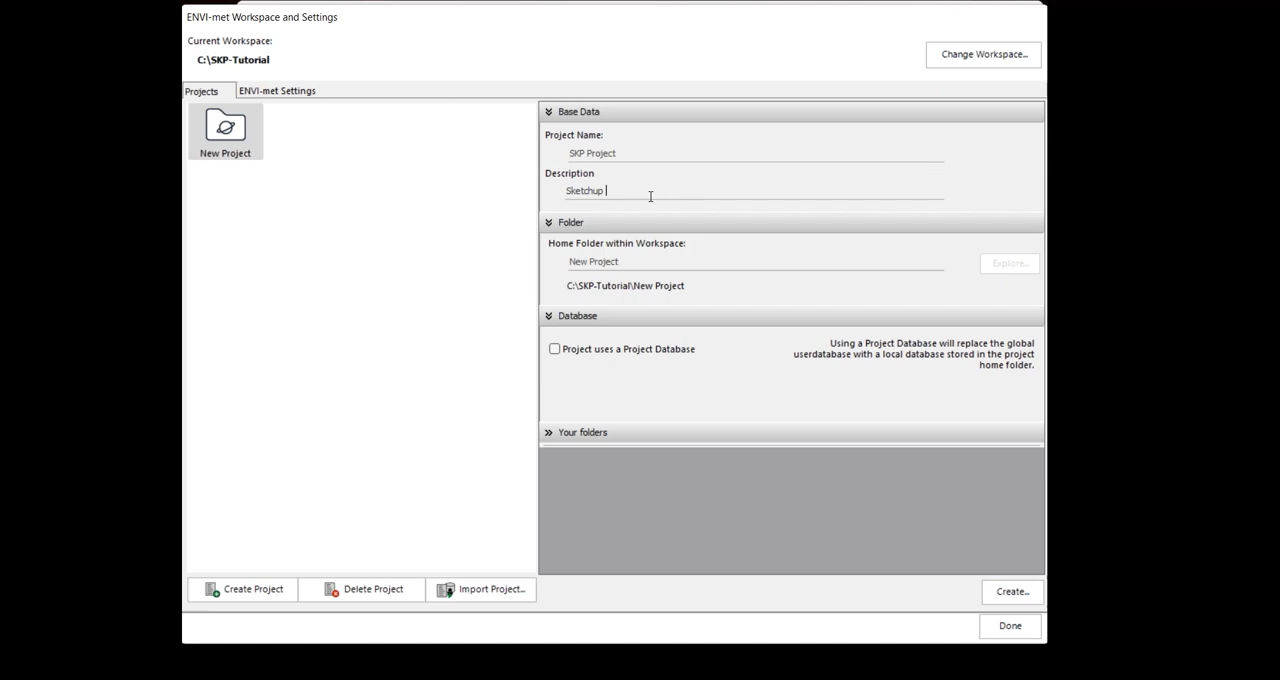 ENVI-met Workspace and Settings
Current Workspace:
C:\SKP-Tutorial
Change Workspace...
Projects
ENVI-met Settings
New Project
Base Data
Project Name:
SKP Project
Description
Sketchup
Folder
Home Folder within Workspace:
New Project
Explore...
C:\SKP-Tutorial\New Project
Database
Project uses a Project Database
Using a Project Database will replace the global
userdatabase with a local database stored in the project
home folder.
Your folders
Create Project
Delete Project
Import Project...
Create...
Done